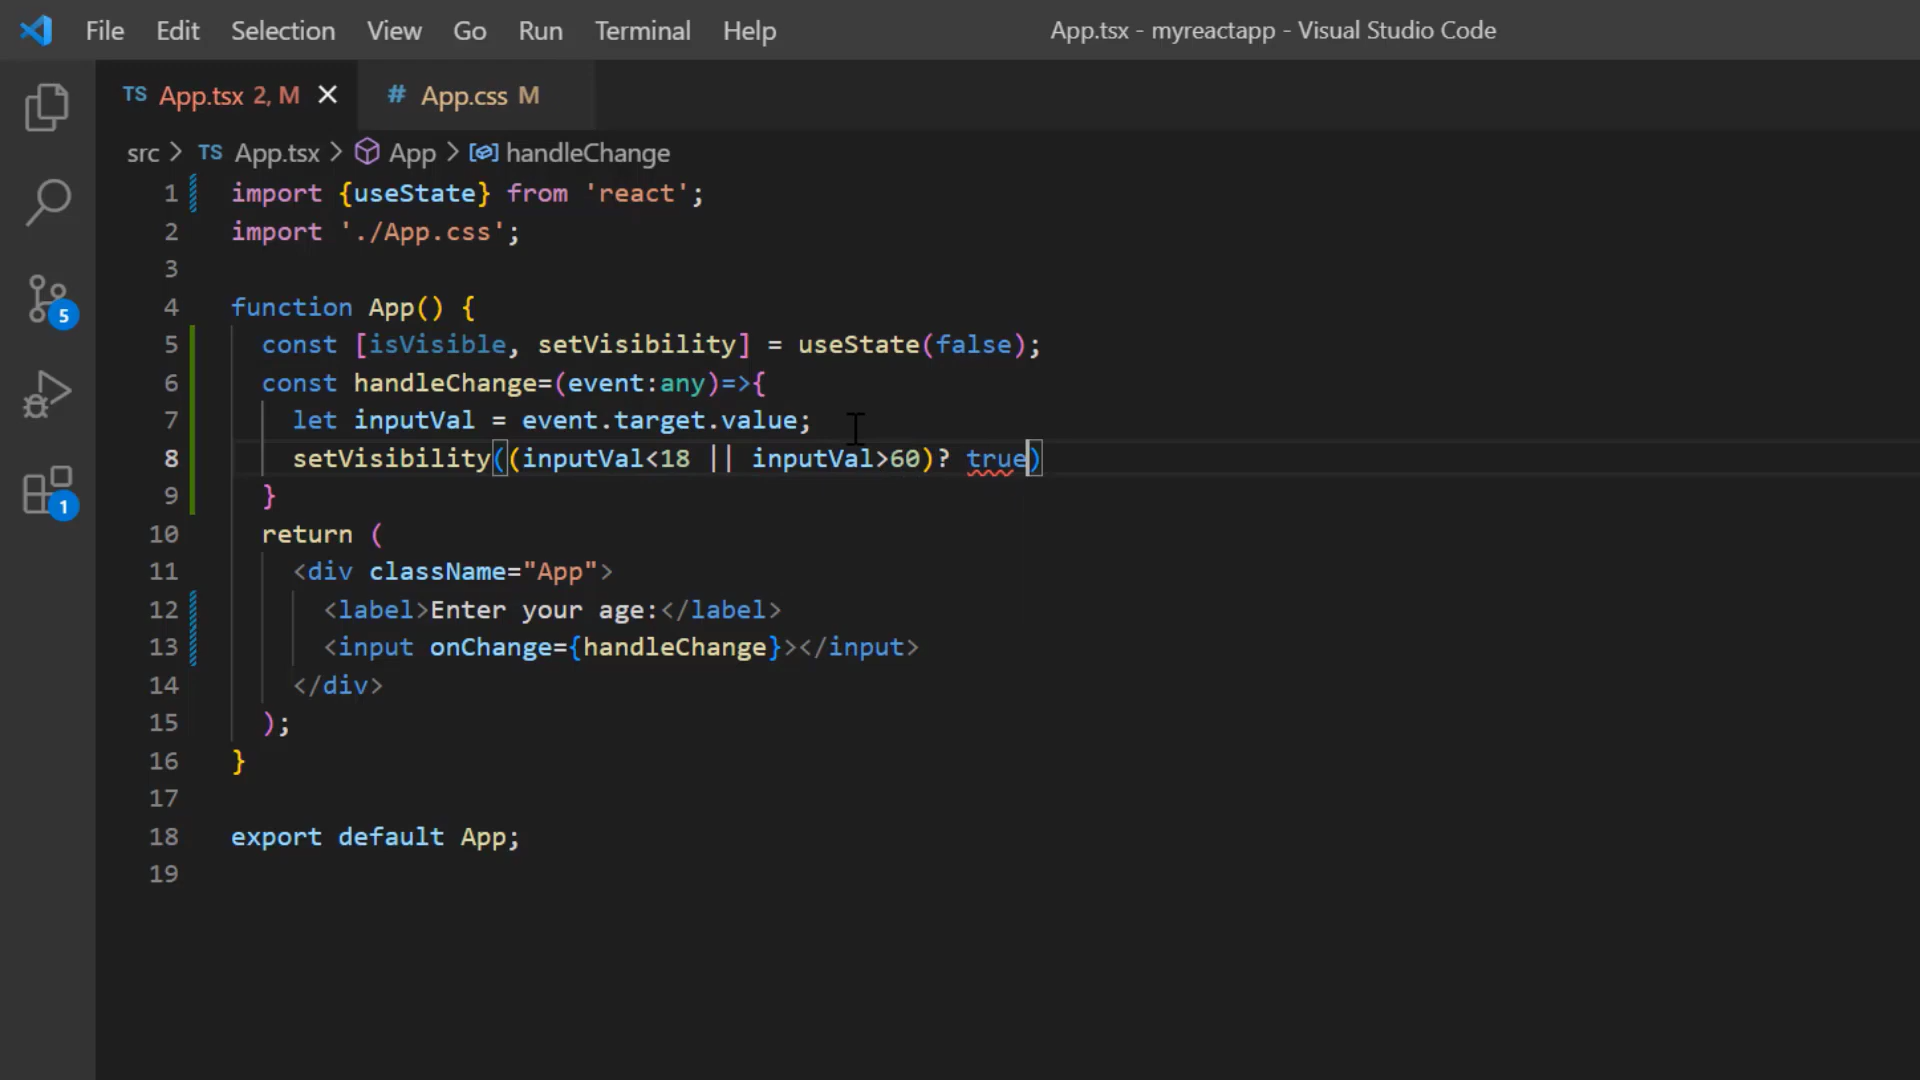 File Edit Selection View Go Run Terminal Help App.tsx - myreactapp - Visual Studio Code
TS App.tsx 2, M # App.css M
src > TS App.tsx > App > handleChange
1 import {useState} from 'react';
2 import './App.css';
3
4 function App() {
5 const [isVisible, setVisibility] = useState(false);
6 const handleChange=(event:any)=>{
7 let inputVal = event.target.value;
8 setVisibility((inputVal<18 || inputVal>60)? true)
9 }
10 return (
11 <div className="App">
12 <label>Enter your age:</label>
13 <input onChange={handleChange}></input>
14 </div>
15 );
16 }
17
18 export default App;
19
5
1